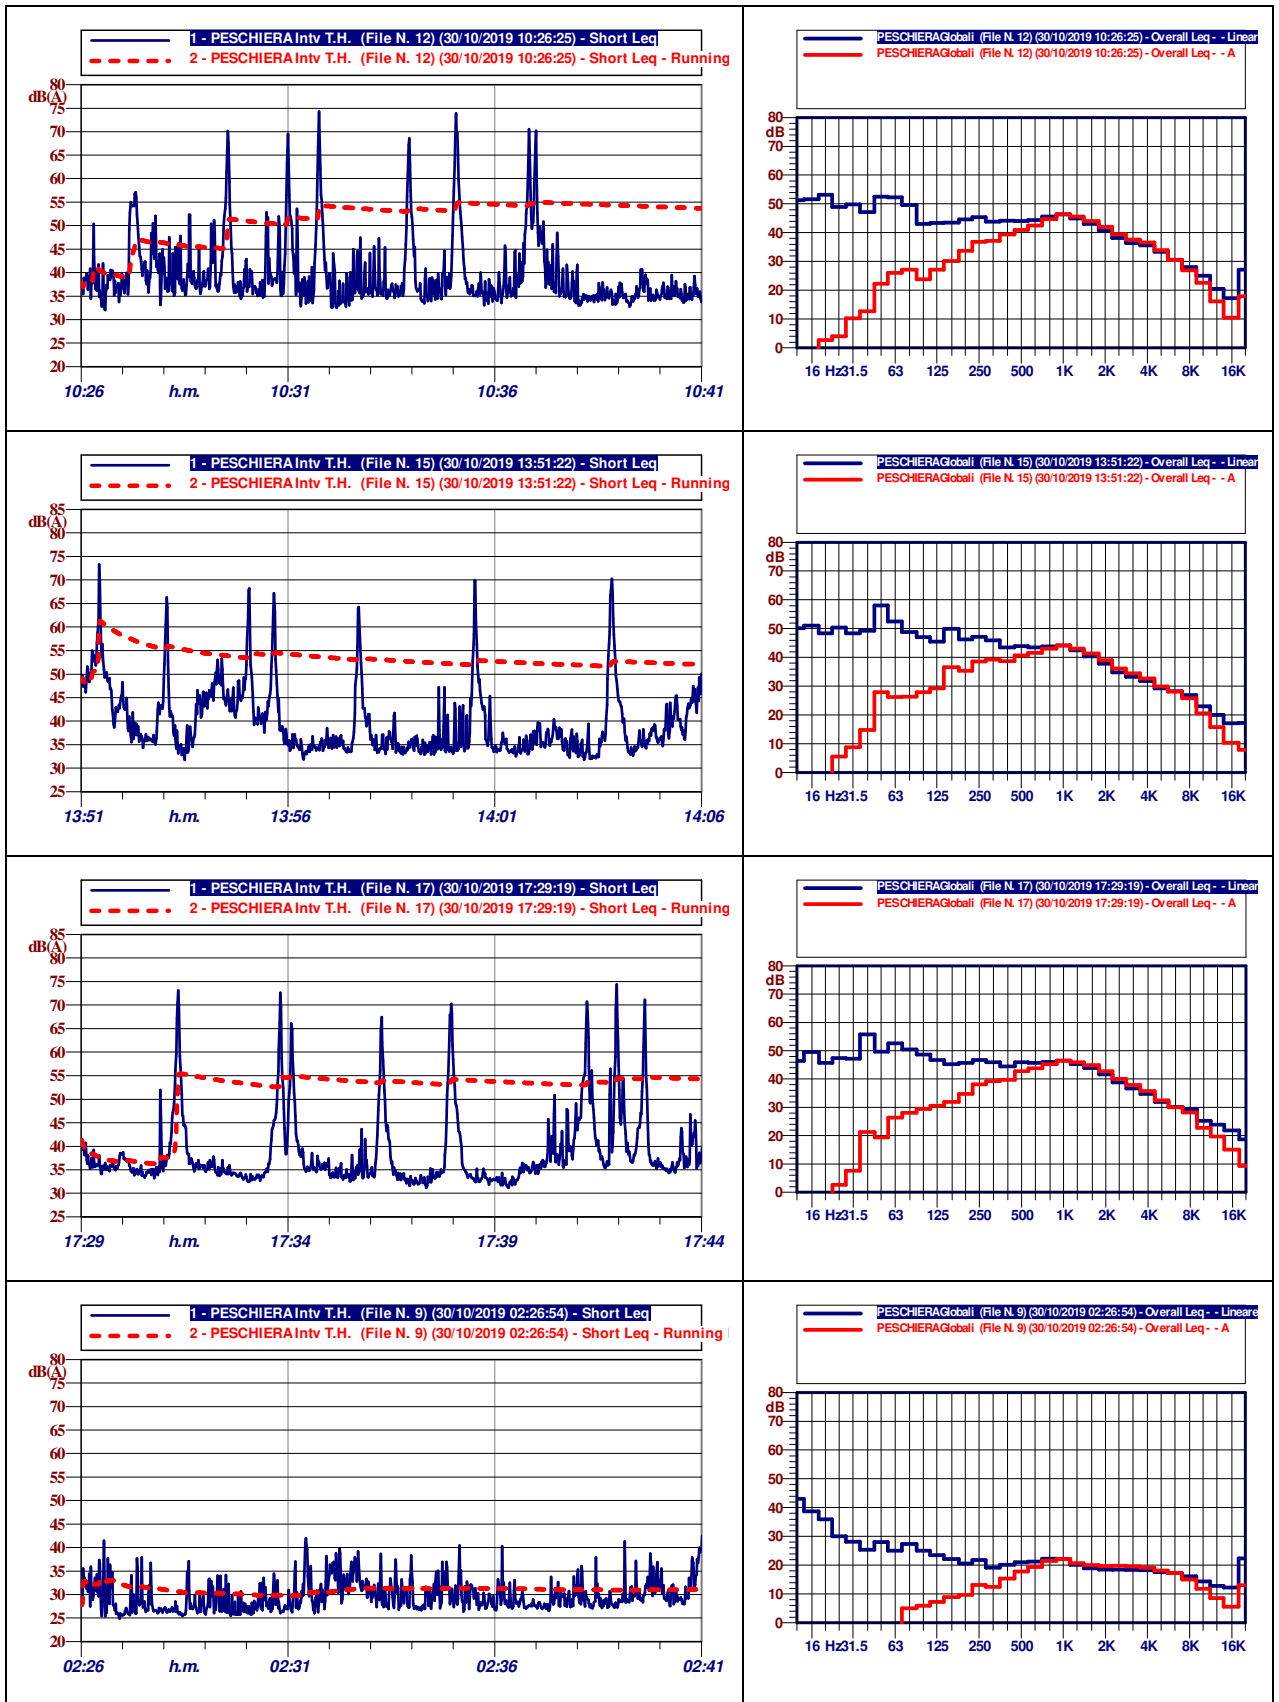 1 - PESCHIERA Intv T.H. (File N. 12) (30/10/2019 10:26:25) - Short Leq
2 - PESCHIERA Intv T.H. (File N. 12) (30/10/2019 10:26:25) - Short Leq - Running
80
dB(A)
75
70
65
60
55
50
45
40
35
30
25
20
10:26 h.m. 10:31 10:36 10:41
PESCHIERAGlobali (File N. 12) (30/10/2019 10:26:25) - Overall Leq - - Linear
PESCHIERAGlobali (File N. 12) (30/10/2019 10:26:25) - Overall Leq - - A
80
dB
70
60
50
40
30
20
10
0
16 Hz 31.5 63 125 250 500 1K 2K 4K 8K 16K
1 - PESCHIERA Intv T.H. (File N. 15) (30/10/2019 13:51:22) - Short Leq
2 - PESCHIERA Intv T.H. (File N. 15) (30/10/2019 13:51:22) - Short Leq - Running
85
dB(A)
80
75
70
65
60
55
50
45
40
35
30
25
13:51 h.m. 13:56 14:01 14:06
PESCHIERAGlobali (File N. 15) (30/10/2019 13:51:22) - Overall Leq - - Linear
PESCHIERAGlobali (File N. 15) (30/10/2019 13:51:22) - Overall Leq - - A
80
dB
70
60
50
40
30
20
10
0
16 Hz 31.5 63 125 250 500 1K 2K 4K 8K 16K
1 - PESCHIERA Intv T.H. (File N. 17) (30/10/2019 17:29:19) - Short Leq
2 - PESCHIERA Intv T.H. (File N. 17) (30/10/2019 17:29:19) - Short Leq - Running
85
dB(A)
80
75
70
65
60
55
50
45
40
35
30
25
17:29 h.m. 17:34 17:39 17:44
PESCHIERAGlobali (File N. 17) (30/10/2019 17:29:19) - Overall Leq - - Linear
PESCHIERAGlobali (File N. 17) (30/10/2019 17:29:19) - Overall Leq - - A
80
dB
70
60
50
40
30
20
10
0
16 Hz 31.5 63 125 250 500 1K 2K 4K 8K 16K
1 - PESCHIERA Intv T.H. (File N. 9) (30/10/2019 02:26:54) - Short Leq
2 - PESCHIERA Intv T.H. (File N. 9) (30/10/2019 02:26:54) - Short Leq - Running
80
dB(A)
75
70
65
60
55
50
45
40
35
30
25
20
02:26 h.m. 02:31 02:36 02:41
PESCHIERAGlobali (File N. 9) (30/10/2019 02:26:54) - Overall Leq - - Lineare
PESCHIERAGlobali (File N. 9) (30/10/2019 02:26:54) - Overall Leq - - A
80
dB
70
60
50
40
30
20
10
0
16 Hz 31.5 63 125 250 500 1K 2K 4K 8K 16K